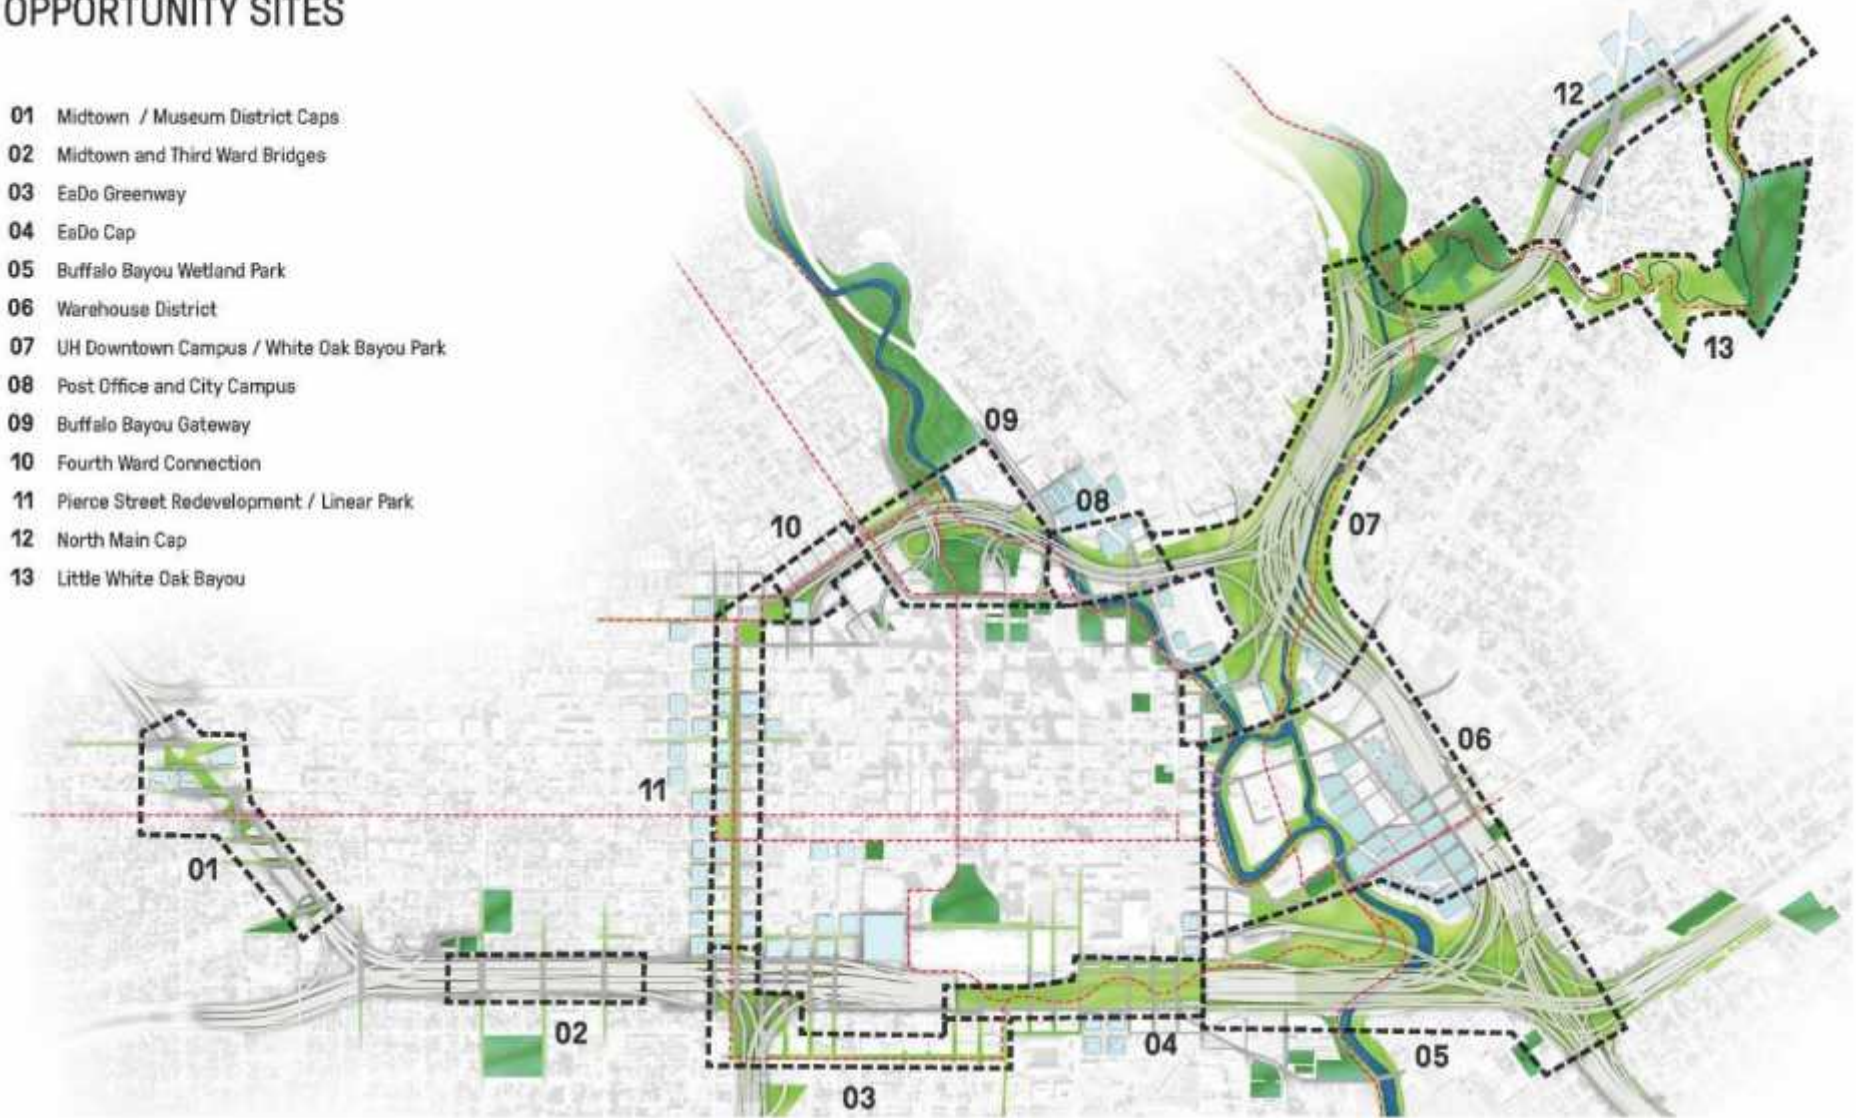 OPPORTUNITY SITES
01 Midtown / Museum District Caps
02 Midtown and Third Ward Bridges
03 EaDo Greenway
04 EaDo Cap
05 Buffalo Bayou Wetland Park
06 Warehouse District
07 UH Downtown Campus / White Oak Bayou Park
08 Post Office and City Campus
09 Buffalo Bayou Gateway
10 Fourth Ward Connection
11 Pierce Street Redevelopment / Linear Park
12 North Main Cap
13 Little White Oak Bayou
12
13
09
08
10
07
06
11
01
02
04
05
03